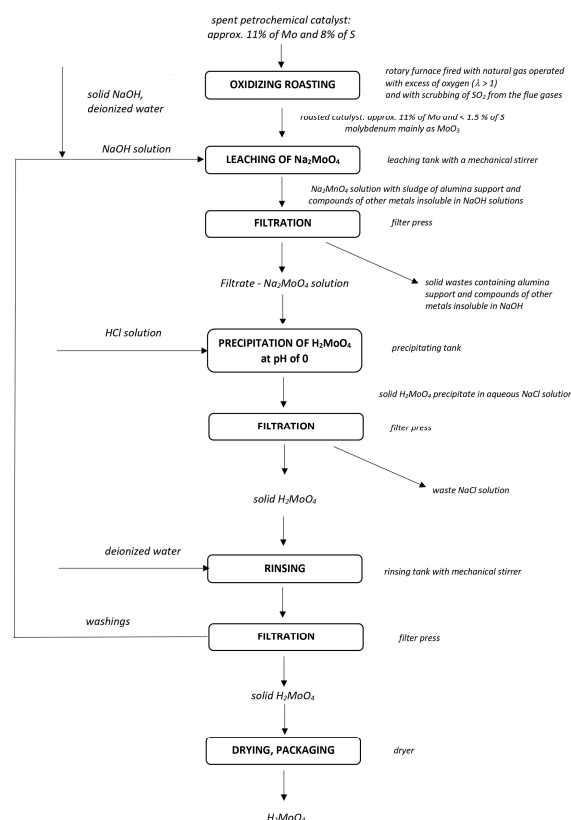 spent petrochemical catalyst:
approx. 11% of Mo and 8% of S
OXIDIZING ROASTING
rotary furnace fired with natural gas operated
with excess of oxygen (λ > 1)
and with scrubbing of SO₂ from the flue gases
solid NaOH,
deionized water
roasted catalyst: approx. 11% of Mo and < 1.5 % of S
molybdenum mainly as MoO₃
NaOH solution
LEACHING OF Na₂MoO₄
leaching tank with a mechanical stirrer
Na₂MnO₄ solution with sludge of alumina support and
compounds of other metals insoluble in NaOH solutions
FILTRATION
filter press
Filtrate - Na₂MoO₄ solution
solid wastes containing alumina
support and compounds of other
metals insoluble in NaOH
HCl solution
PRECIPITATION OF H₂MoO₄
at pH of 0
precipitating tank
solid H₂MoO₄ precipitate in aqueous NaCl solution
FILTRATION
filter press
waste NaCl solution
solid H₂MoO₄
deionized water
RINSING
rinsing tank with mechanical stirrer
washings
FILTRATION
filter press
solid H₂MoO₄
DRYING, PACKAGING
dryer
H₂MoO₄